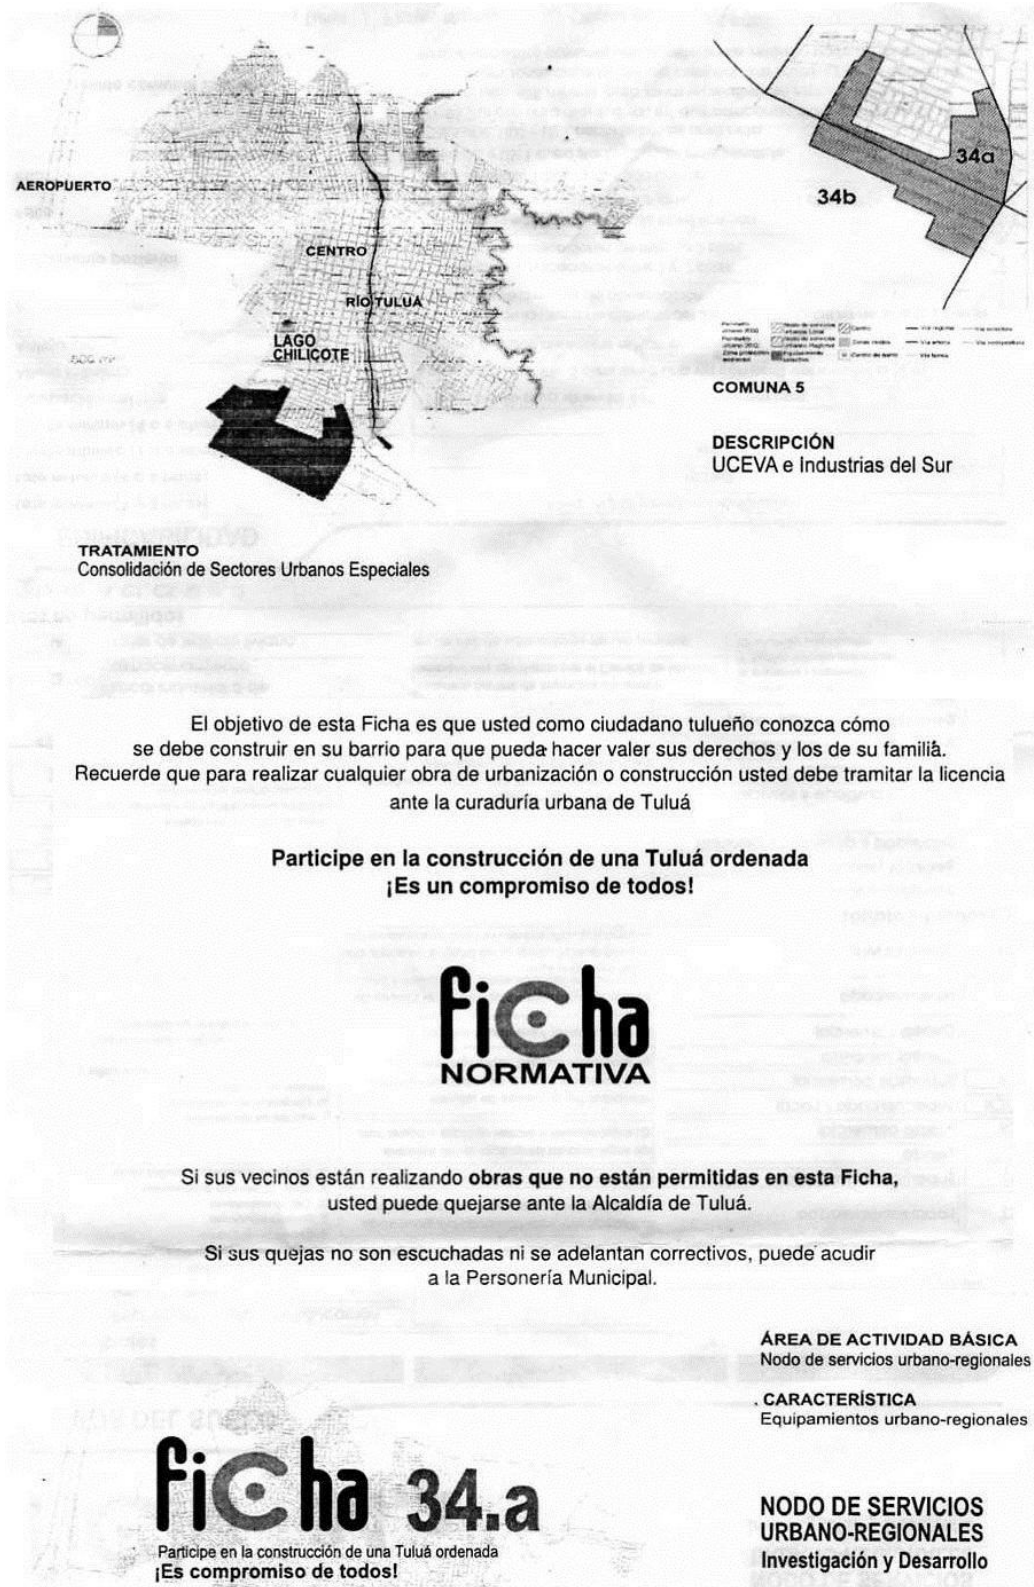 AEROPUERTO
CENTRO
RÍO TULUÁ
LAGO
CHILICOTE
34a
34b
COMUNA 5
DESCRIPCIÓN
UCEVA e Industrias del Sur
TRATAMIENTO
Consolidación de Sectores Urbanos Especiales
El objetivo de esta Ficha es que usted como ciudadano tulueño conozca cómo
se debe construir en su barrio para que pueda hacer valer sus derechos y los de su familia.
Recuerde que para realizar cualquier obra de urbanización o construcción usted debe tramitar la licencia
ante la curaduría urbana de Tuluá
Participe en la construcción de una Tuluá ordenada
¡Es un compromiso de todos!
ficha
NORMATIVA
Si sus vecinos están realizando obras que no están permitidas en esta Ficha,
usted puede quejarse ante la Alcaldía de Tuluá.
Si sus quejas no son escuchadas ni se adelantan correctivos, puede acudir
a la Personería Municipal.
ÁREA DE ACTIVIDAD BÁSICA
Nodo de servicios urbano-regionales
CARACTERÍSTICA
Equipamientos urbano-regionales
ficha 34.a
Participe en la construcción de una Tuluá ordenada
¡Es compromiso de todos!
NODO DE SERVICIOS
URBANO-REGIONALES
Investigación y Desarrollo